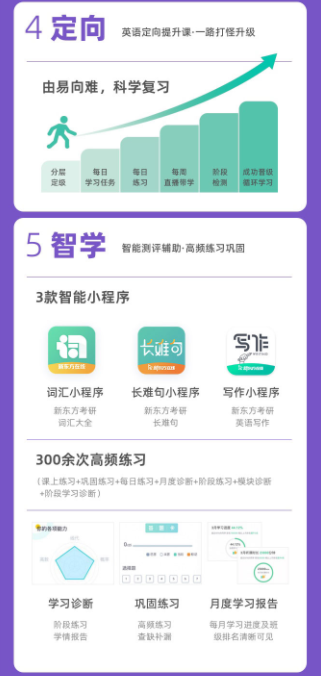 4 定向 英语定向提升课·一路打怪升级
由易向难，科学复习
分层 每日 每日 每周 阶段 成功晋级
定级 学习任务 练习 直播带学 检测 循环学习
5 智学 智能测评辅助·高频练习巩固
3款智能小程序
词 长难句 写作
新东方在线
词汇小程序 长难句小程序 写作小程序
新东方考研 新东方考研 新东方考研
词汇大全 长难句 英语写作
300余次高频练习
（课上练习+巩固练习+每日练习+月度诊断+阶段练习+模块诊断
+阶段学习诊断）
你的各项能力
学习诊断 巩固练习 月度学习报告
阶段练习 高频练习 每月学习进度及班
学情报告 查缺补漏 级排名清晰可见